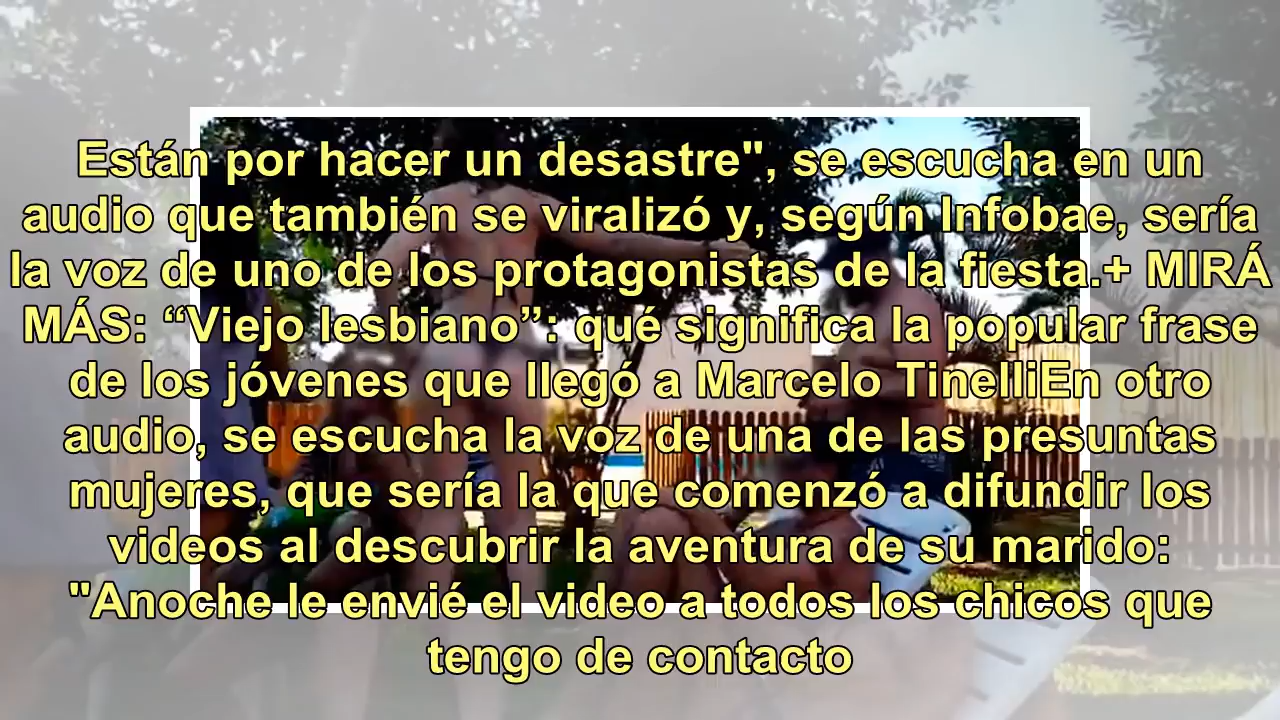 Están por hacer un desastre", se escucha en un
audio que también se viralizó y, según Infobae, sería
la voz de uno de los protagonistas de la fiesta.+ MIRÁ
MÁS: “Viejo lesbiano”: qué significa la popular frase
de los jóvenes que llegó a Marcelo TinelliEn otro
audio, se escucha la voz de una de las presuntas
mujeres, que sería la que comenzó a difundir los
videos al descubrir la aventura de su marido:
"Anoche le envié el video a todos los chicos que
tengo de contacto